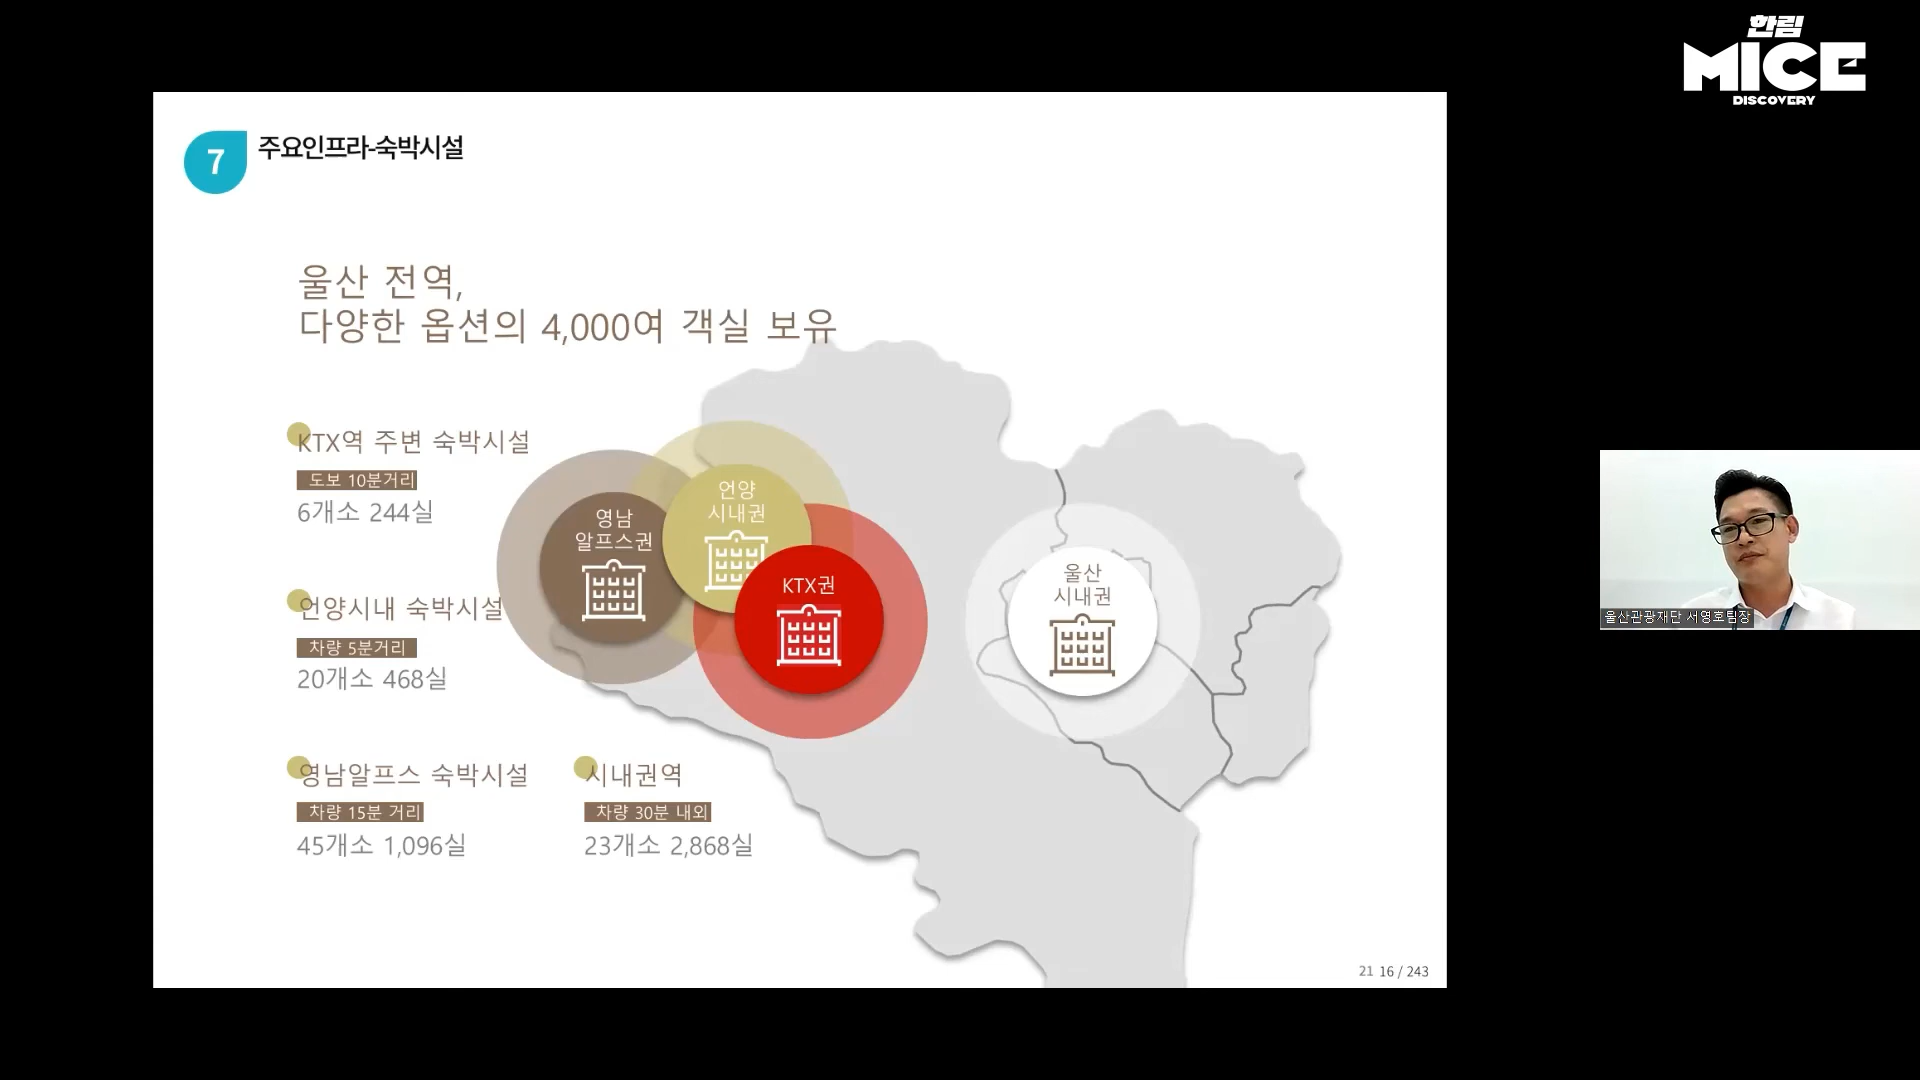 한림
MICE
DISCOVERY
7
주요인프라-숙박시설
울산 전역,
다양한 옵션의 4,000여 객실 보유
KTX역 주변 숙박시설
도보 10분거리
6개소 244실
언양시내 숙박시설
차량 5분거리
20개소 468실
영남알프스 숙박시설
차량 15분 거리
45개소 1,096실
시내권역
차량 30분 내외
23개소 2,868실
영남
알프스권
언양
시내권
KTX권
울산
시내권
21 16 / 243
울산관광재단 서영호팀장